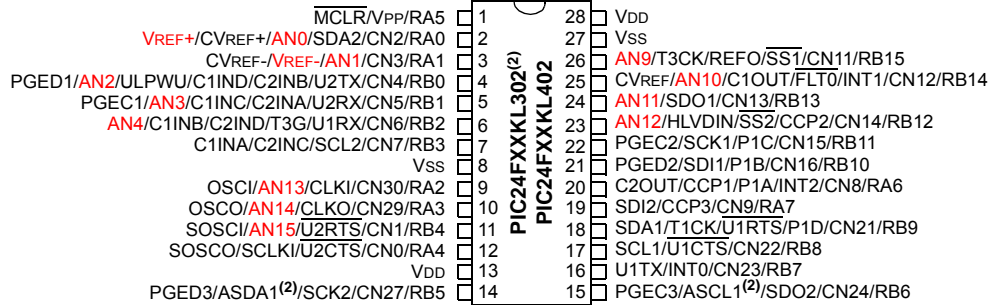 MCLR/VPP/RA5 1 28 VDD
VREF+/CVREF+/AN0/SDA2/CN2/RA0 2 27 VSS
CVREF-/VREF-/AN1/CN3/RA1 3 26 AN9/T3CK/REFO/SS1/CN11/RB15
PGED1/AN2/ULPWU/C1IND/C2INB/U2TX/CN4/RB0 4 25 CVREF/AN10/C1OUT/FLT0/INT1/CN12/RB14
PGEC1/AN3/C1INC/C2INA/U2RX/CN5/RB1 5 24 AN11/SDO1/CN13/RB13
AN4/C1INB/C2IND/T3G/U1RX/CN6/RB2 6 23 AN12/HLVDIN/SS2/CCP2/CN14/RB12
C1INA/C2INC/SCL2/CN7/RB3 7 22 PGEC2/SCK1/P1C/CN15/RB11
VSS 8 21 PGED2/SDI1/P1B/CN16/RB10
OSCI/AN13/CLKI/CN30/RA2 9 20 C2OUT/CCP1/P1A/INT2/CN8/RA6
OSCO/AN14/CLKO/CN29/RA3 10 19 SDI2/CCP3/CN9/RA7
SOSCI/AN15/U2RTS/CN1/RB4 11 18 SDA1/T1CK/U1RTS/P1D/CN21/RB9
SOSCO/SCLKI/U2CTS/CN0/RA4 12 17 SCL1/U1CTS/CN22/RB8
VDD 13 16 U1TX/INT0/CN23/RB7
PGED3/ASDA1(2)/SCK2/CN27/RB5 14 15 PGEC3/ASCL1(2)/SDO2/CN24/RB6
PIC24FXXKL302(2)
PIC24FXXKL402